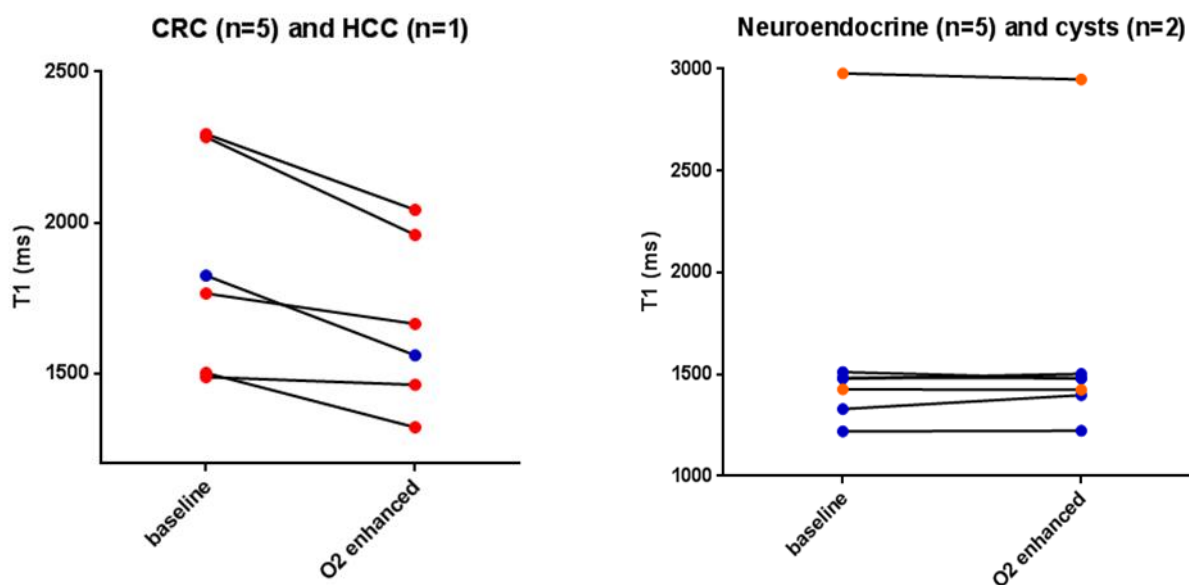 CRC (n=5) and HCC (n=1)
2500
2000
1500
T1 (ms)
baseline
O2 enhanced
Neuroendocrine (n=5) and cysts (n=2)
3000
2500
2000
1500
1000
T1 (ms)
baseline
O2 enhanced